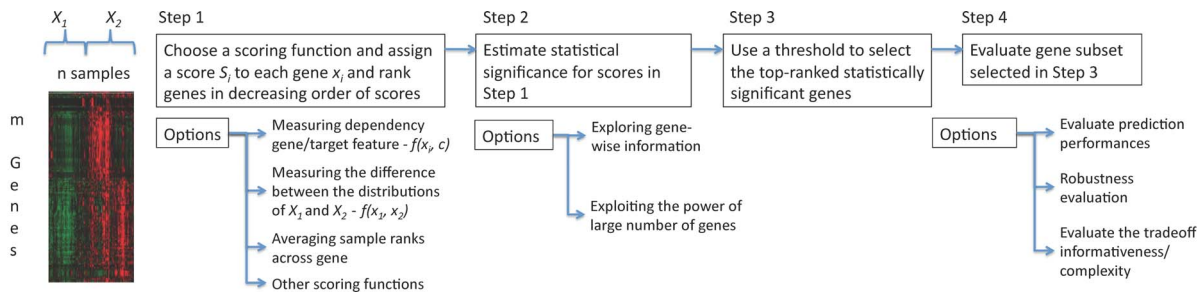 X1 X2
n samples
m
G
e
n
e
s
Step 1
Choose a scoring function and assign
a score Si to each gene xi and rank
genes in decreasing order of scores
Options
Measuring dependency
gene/target feature - f(xi, c)
Measuring the difference
between the distributions
of X1 and X2 - f(x1, x2)
Averaging sample ranks
across gene
Other scoring functions
Step 2
Estimate statistical
significance for scores in
Step 1
Options
Exploring gene-
wise information
Exploiting the power of
large number of genes
Step 3
Use a threshold to select
the top-ranked statistically
significant genes
Step 4
Evaluate gene subset
selected in Step 3
Options
Evaluate prediction
performances
Robustness
evaluation
Evaluate the tradeoff
informativeness/
complexity